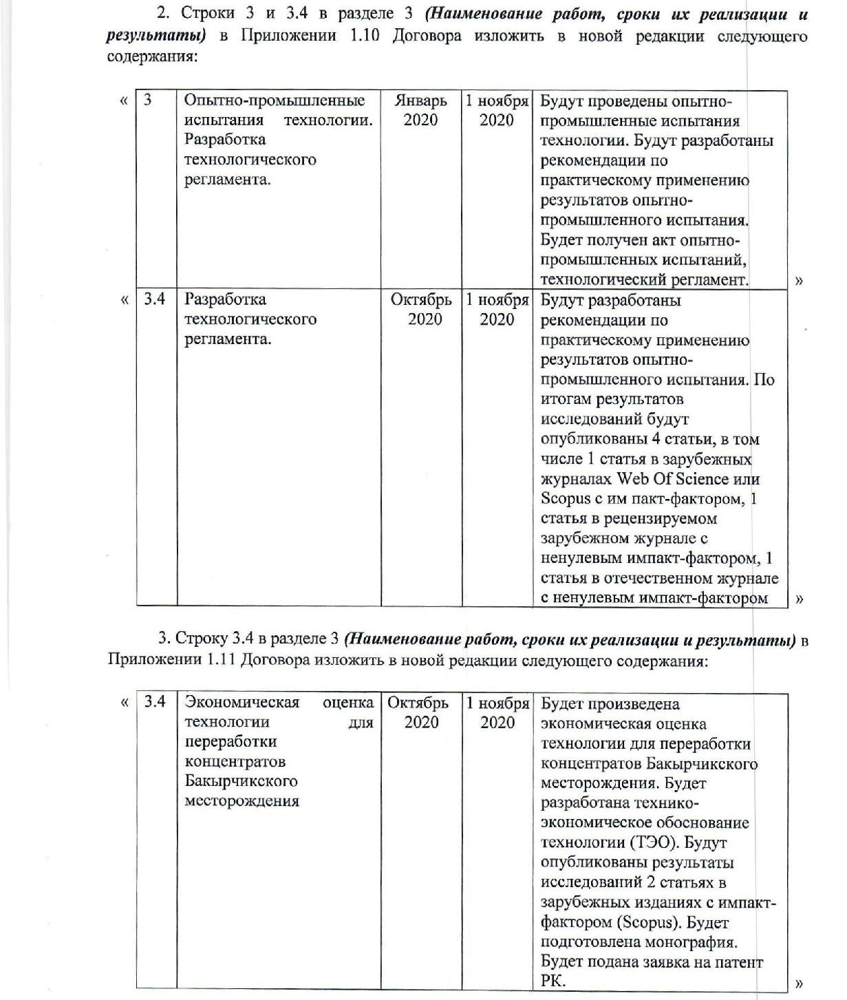 2. Строки 3 и 3.4 в разделе 3 (Наименование работ, сроки их реализации и
результаты) в Приложении 1.10 Договора изложить в новой редакции следующего
содержания:
«
3
Опытно-промышленные
испытания технологии.
Разработка
технологического
регламента.
Январь
2020
1 ноября
2020
Будут проведены опытно-
промышленные испытания
технологии. Будут разработаны
рекомендации по
практическому применению
результатов опытно-
промышленного испытания.
Будет получен акт опытно-
промышленных испытаний,
технологический регламент.
»
«
3.4
Разработка
технологического
регламента.
Октябрь
2020
1 ноября
2020
Будут разработаны
рекомендации по
практическому применению
результатов опытно-
промышленного испытания. По
итогам результатов
исследований будут
опубликованы 4 статьи, в том
числе 1 статья в зарубежных
журналах Web Of Science или
Scopus с им пакт-фактором, 1
статья в рецензируемом
зарубежном журнале с
ненулевым импакт-фактором, 1
статья в отечественном журнале
с ненулевым импакт-фактором
»
3. Строку 3.4 в разделе 3 (Наименование работ, сроки их реализации и результаты) в
Приложении 1.11 Договора изложить в новой редакции следующего содержания:
«
3.4
Экономическая оценка
технологии для
переработки
концентратов
Бакырчикского
месторождения
Октябрь
2020
1 ноября
2020
Будет произведена
экономическая оценка
технологии для переработки
концентратов Бакырчикского
месторождения. Будет
разработана технико-
экономическое обоснование
технологии (ТЭО). Будут
опубликованы результаты
исследований 2 статьях в
зарубежных изданиях с импакт-
фактором (Scopus). Будет
подготовлена монография.
Будет подана заявка на патент
РК.
»